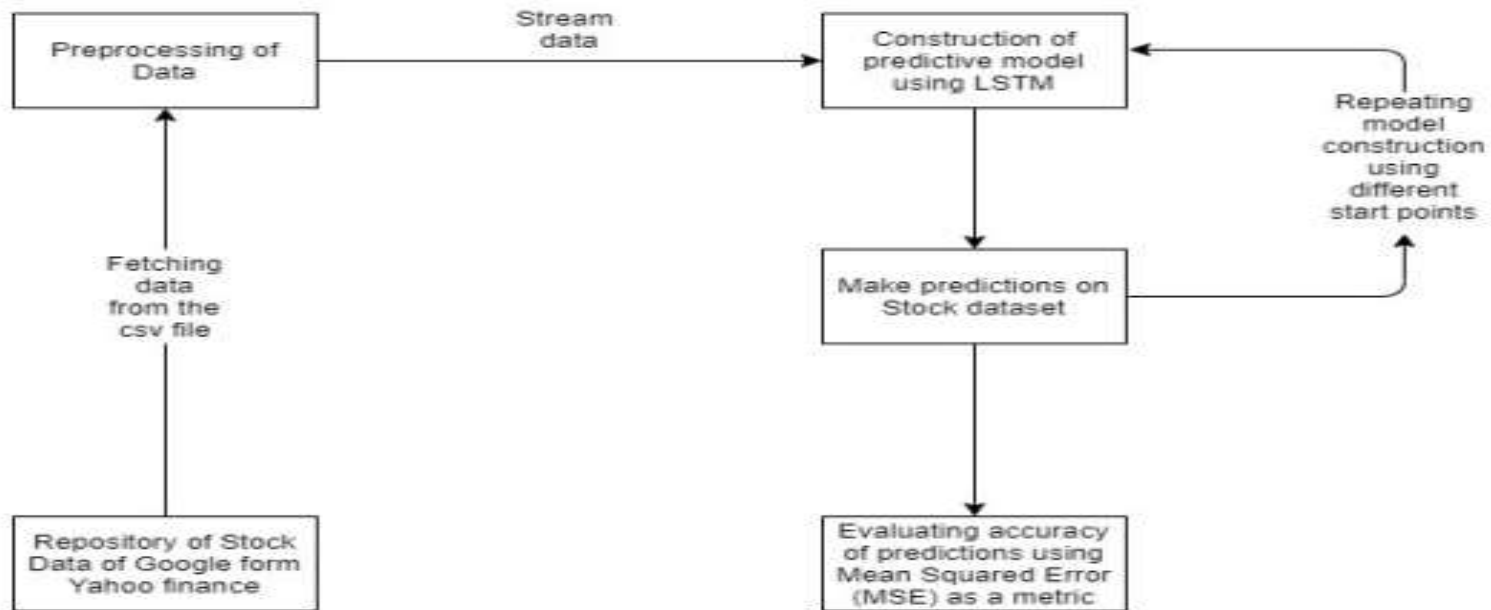 Preprocessing of
Data
Stream
data
Construction of
predictive model
using LSTM
Repeating
model
construction
using
different
start points
Fetching
data
from the
csv file
Make predictions on
Stock dataset
Repository of Stock
Data of Google form
Yahoo finance
Evaluating accuracy
of predictions using
Mean Squared Error
(MSE) as a metric